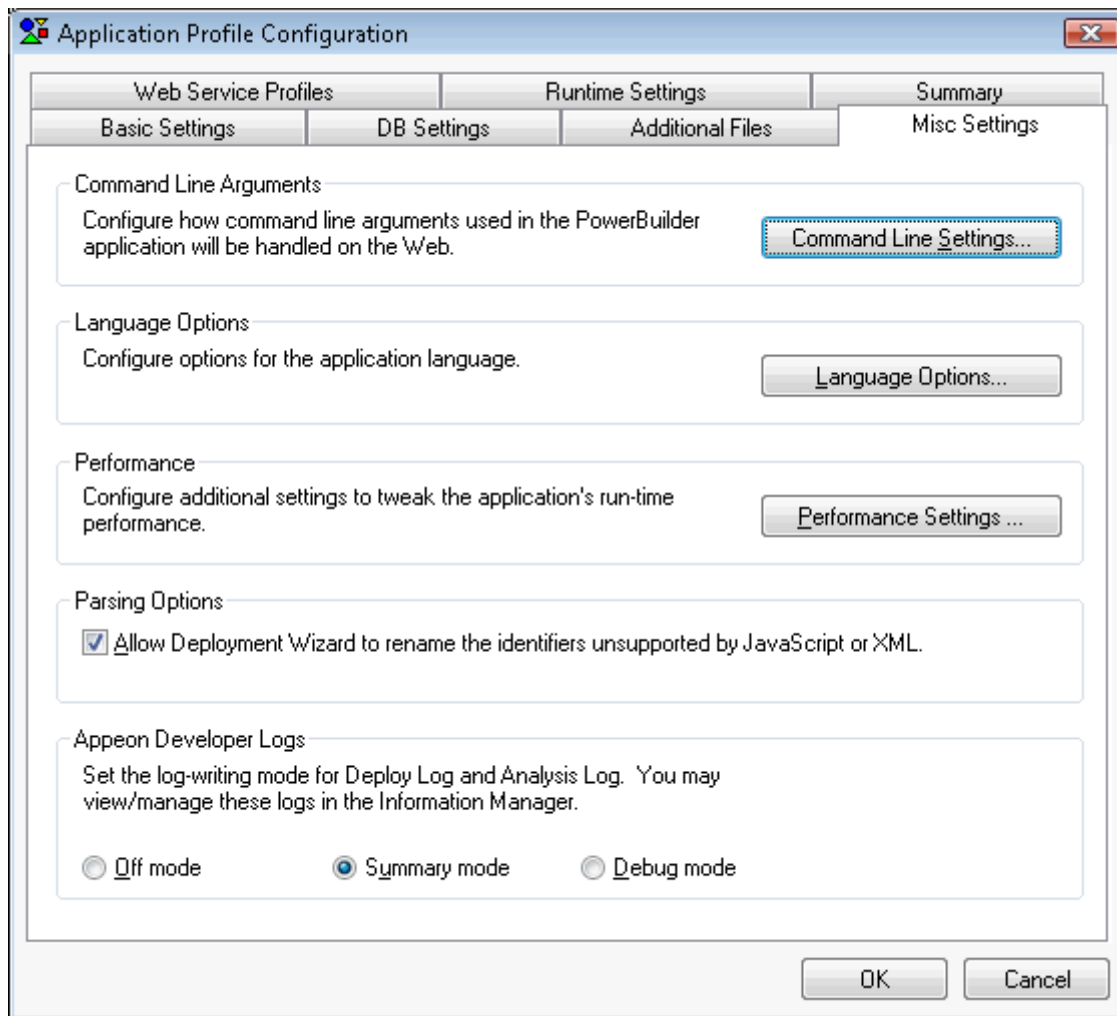 Application Profile Configuration
Web Service Profiles
Runtime Settings
Summary
Basic Settings
DB Settings
Additional Files
Misc Settings
Command Line Arguments
Configure how command line arguments used in the PowerBuilder
application will be handled on the Web.
Command Line Settings...
Language Options
Configure options for the application language.
Language Options...
Performance
Configure additional settings to tweak the application's run-time
performance.
Performance Settings ...
Parsing Options
Allow Deployment Wizard to rename the identifiers unsupported by JavaScript or XML.
Appeon Developer Logs
Set the log-writing mode for Deploy Log and Analysis Log.  You may
view/manage these logs in the Information Manager.
Off mode
Summary mode
Debug mode
OK
Cancel